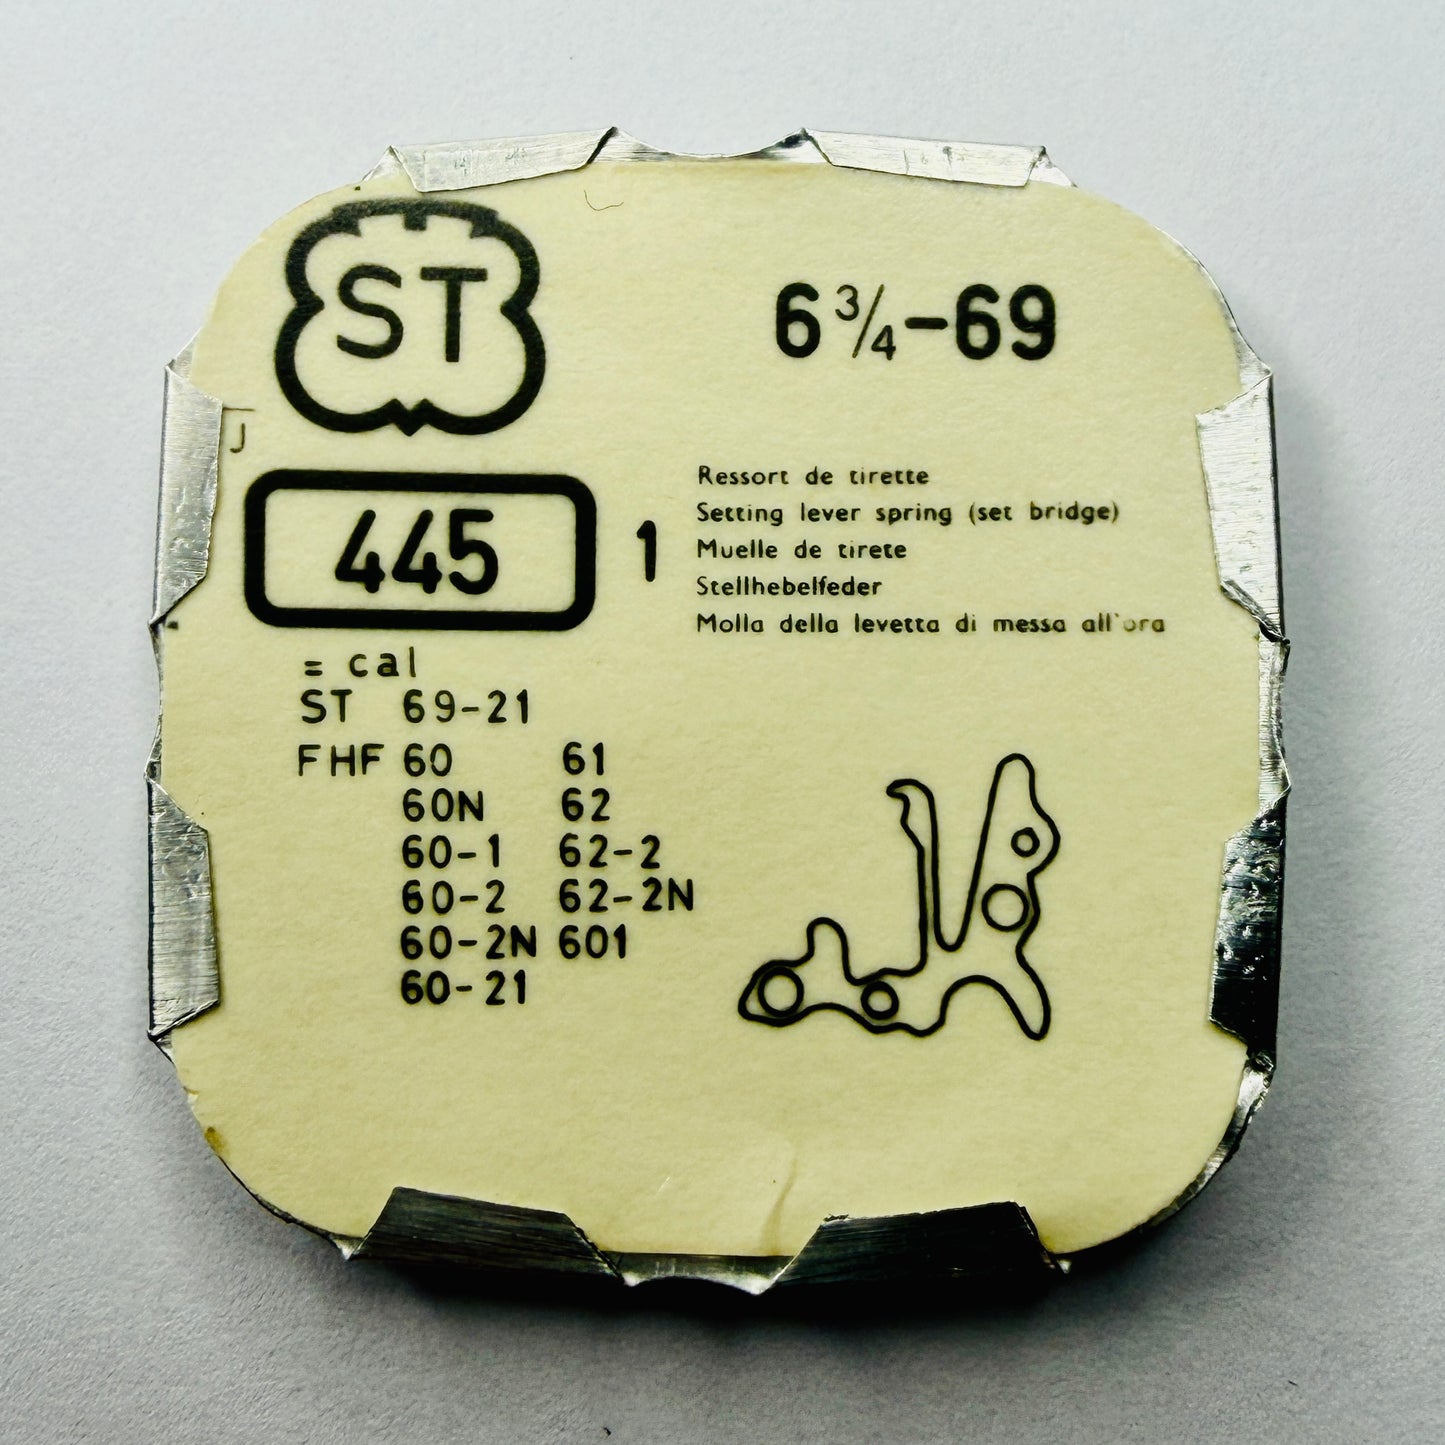 ST
6 3/4-69
J
445
1
Ressort de tirette
Setting lever spring (set bridge)
Muelle de tirete
Stellhebelfeder
Molla della levetta di messa all'ora
= cal
ST 69-21
FHF 60 61
60N 62
60-1 62-2
60-2 62-2N
60-2N 601
60-21